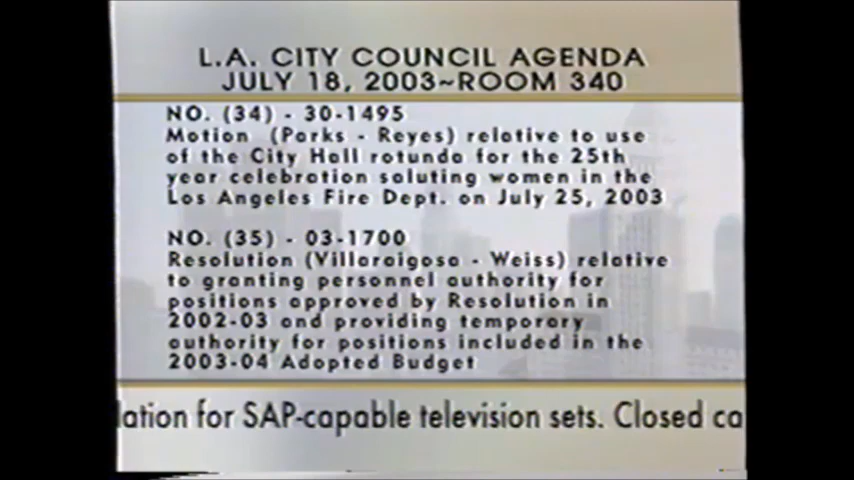 L.A. CITY COUNCIL AGENDA
JULY 18, 2003~ROOM 340
NO. (34) - 30-1495
Motion (Parks - Reyes) relative to use
of the City Hall rotunda for the 25th
year celebration saluting women in the
Los Angeles Fire Dept. on July 25, 2003
NO. (35) - 03-1700
Resolution (Villaraigosa - Weiss) relative
to granting personnel authority for
positions approved by Resolution in
2002-03 and providing temporary
authority for positions included in the
2003-04 Adopted Budget
lation for SAP-capable television sets. Closed ca